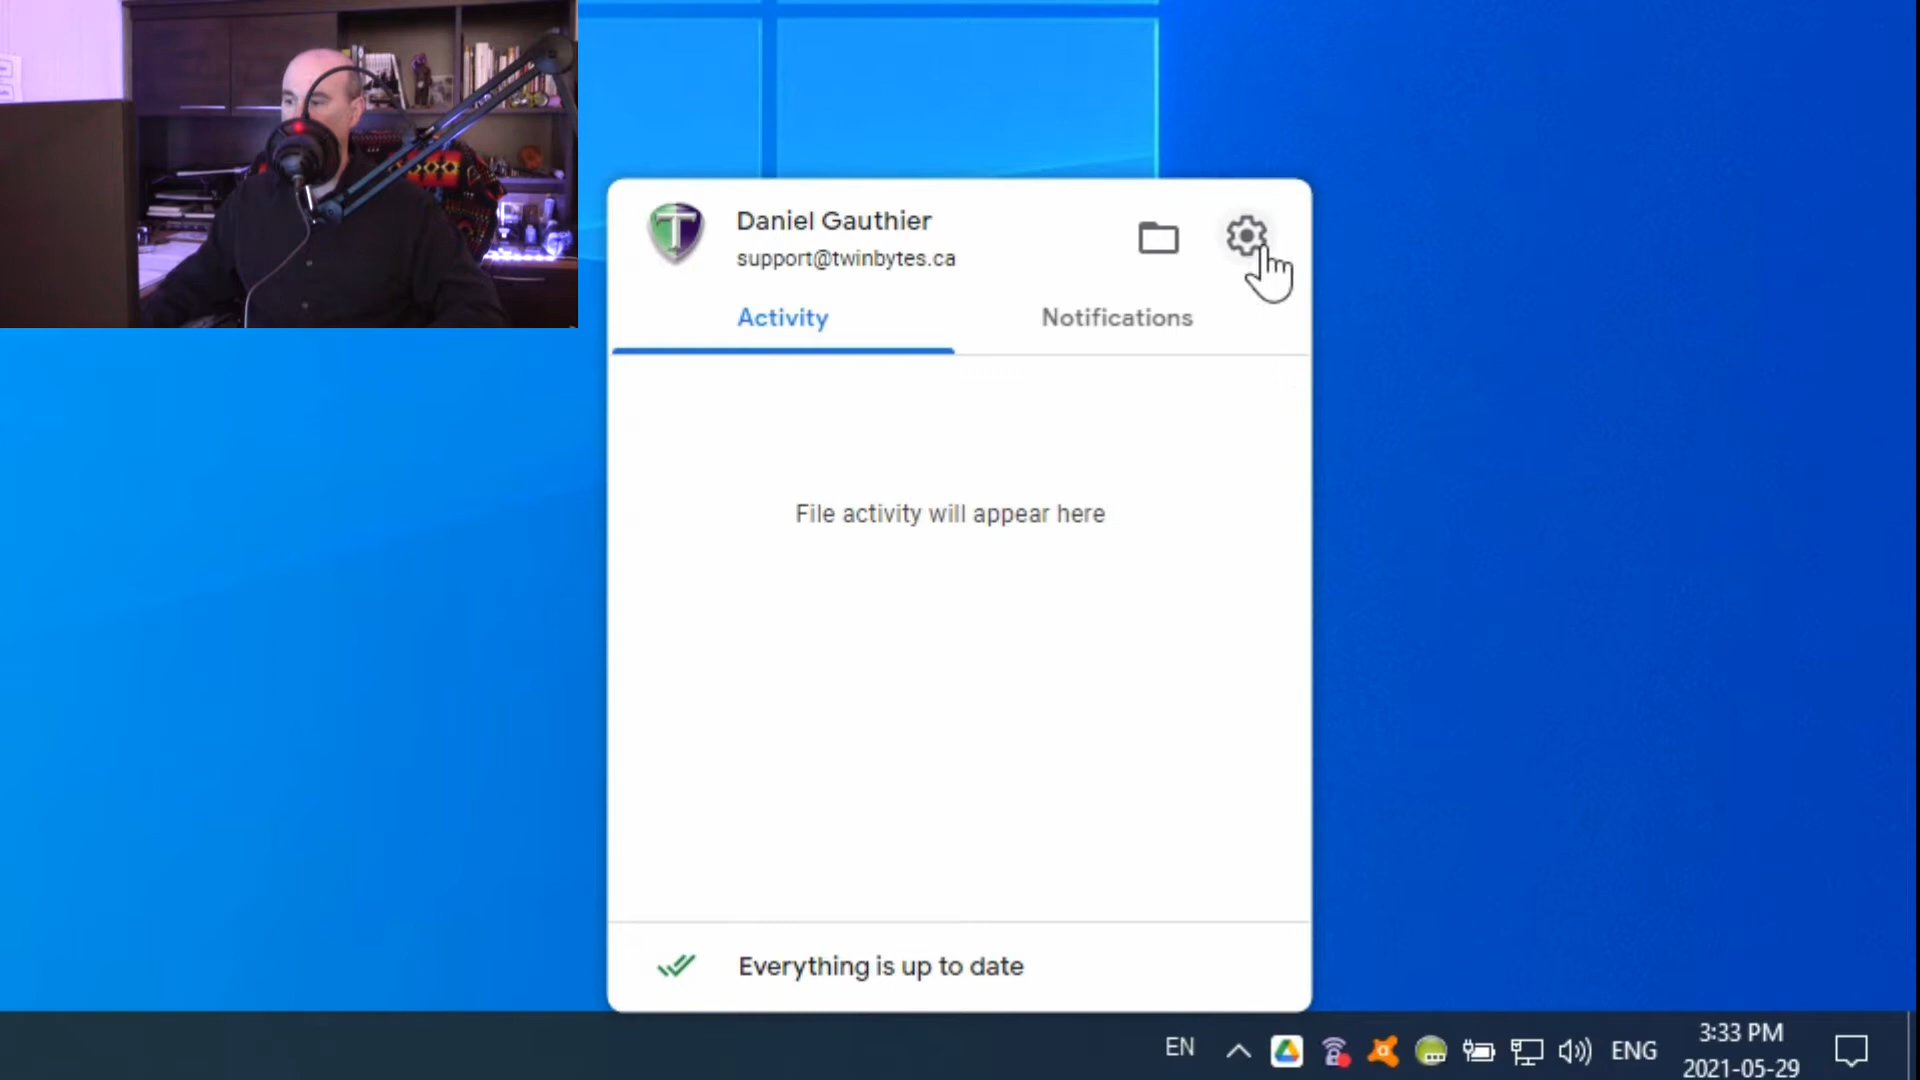 Daniel Gauthier
support@twinbytes.ca
Activity
Notifications
File activity will appear here
Everything is up to date
EN
ENG
3:33 PM
2021-05-29